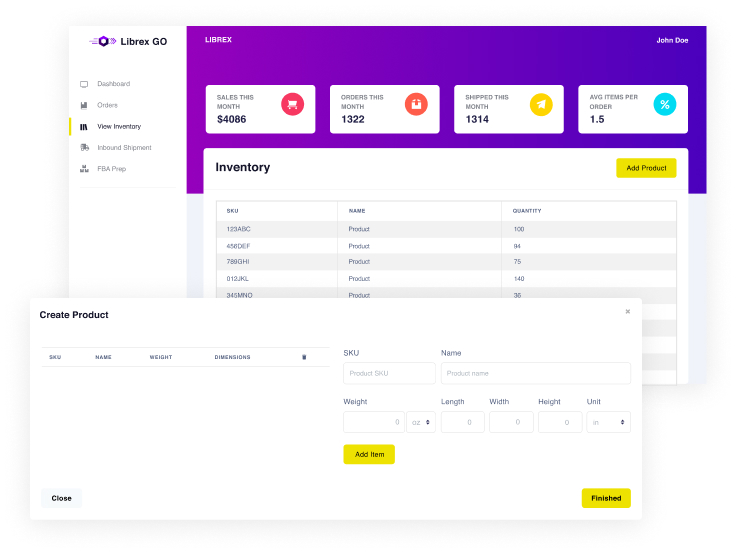 Librex GO
LIBREX
John Doe
Dashboard
Orders
View Inventory
Inbound Shipment
FBA Prep
SALES THIS
MONTH
$4086
ORDERS THIS
MONTH
1322
SHIPPED THIS
MONTH
1314
AVG ITEMS PER
ORDER
1.5
%
Inventory
Add Product
SKU NAME QUANTITY
123ABC Product 100
456DEF Product 94
789GHI Product 75
012JKL Product 140
345MNO Product 36
Create Product
×
SKU NAME WEIGHT DIMENSIONS
SKU Name
Product SKU Product name
Weight Length Width Height Unit
0 oz 0 0 0 in
Add Item
Close
Finished